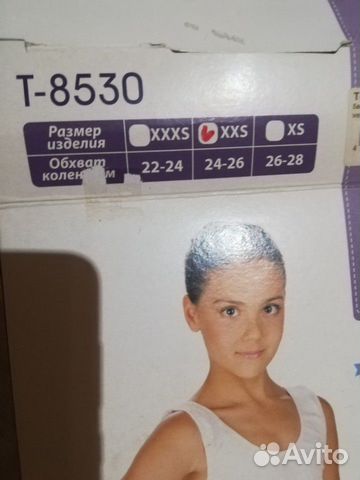 Т-8530
Размер изделия XXXS XXS XS
Обхват 22-24 24-26 26-28
Avito